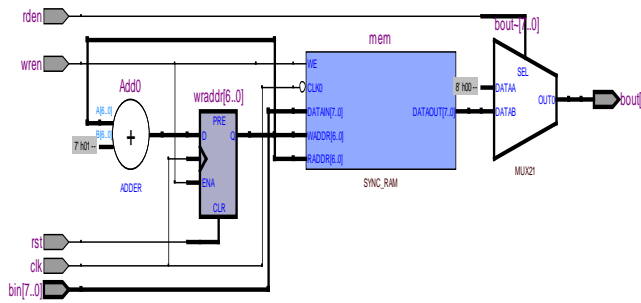 rden
bout~[7..0]
mem
wren
WE
SEL
Add0
wraddr[6..0]
CLK0
8' h00 --
DATAA
OUT0
bout[
A[6..0]
PRE
DATAIN[7..0]
DATAOUT[7..0]
DATAB
B[6..0]
+
D
Q
WADDR[6..0]
7' h01 --
RADDR[6..0]
MUX21
ADDER
ENA
SYNC_RAM
CLR
rst
clk
bin[7..0]